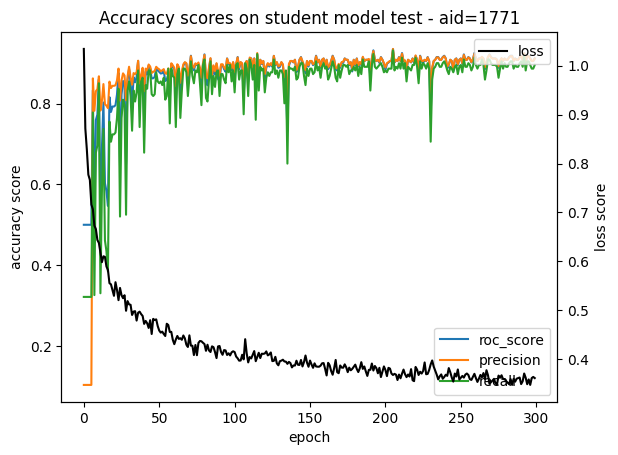 Accuracy scores on student model test - aid=1771
loss
accuracy score
loss score
0.8
0.6
0.4
0.2
1.0
0.9
0.8
0.7
0.6
0.5
0.4
roc_score
precision
recall
0
50
100
150
200
250
300
epoch